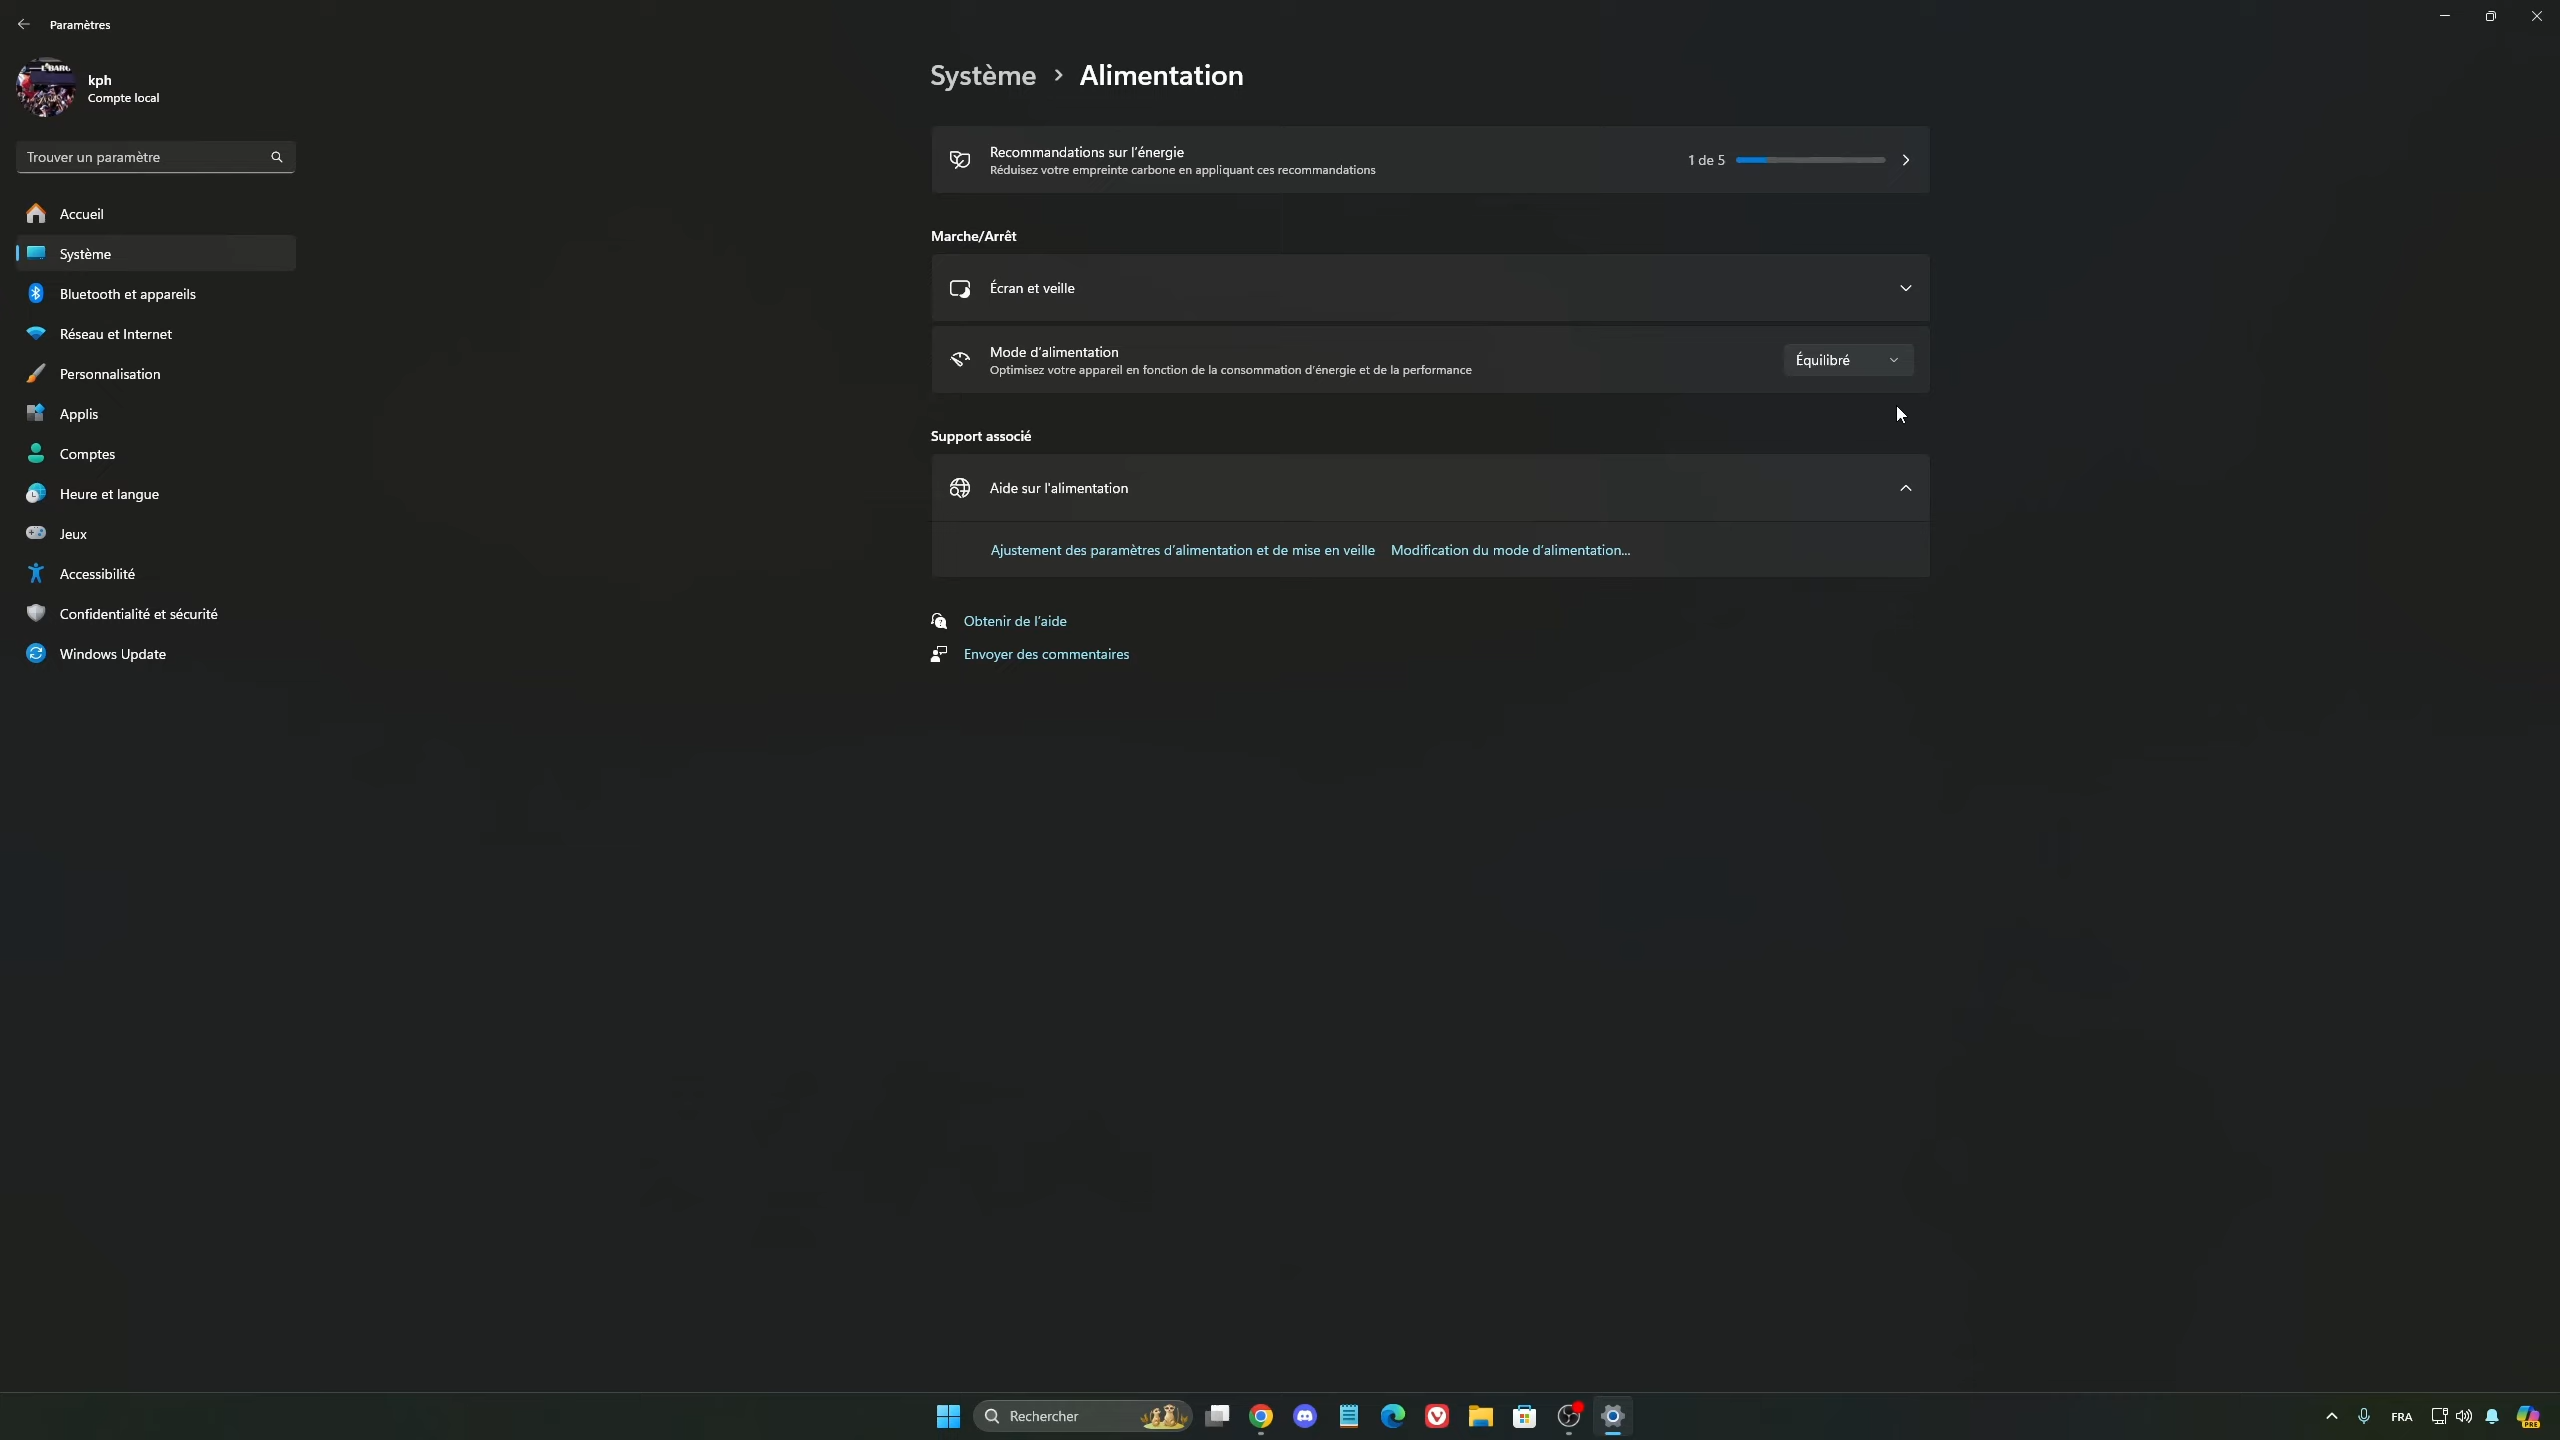 Paramètres
kph
Compte local
Trouver un paramètre
Accueil
Système
Bluetooth et appareils
Réseau et Internet
Personnalisation
Applis
Comptes
Heure et langue
Jeux
Accessibilité
Confidentialité et sécurité
Windows Update
Système > Alimentation
Recommandations sur l'énergie
Réduisez votre empreinte carbone en appliquant ces recommandations
1 de 5
Marche/Arrêt
Écran et veille
Mode d'alimentation
Optimisez votre appareil en fonction de la consommation d'énergie et de la performance
Équilibré
Support associé
Aide sur l'alimentation
Ajustement des paramètres d'alimentation et de mise en veille Modification du mode d'alimentation...
Obtenir de l'aide
Envoyer des commentaires
Rechercher
FRA
PRE